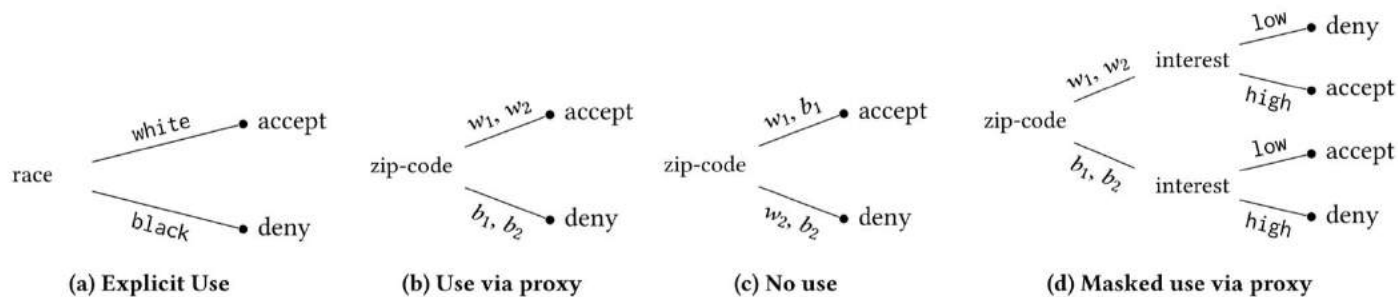 race
white
accept
black
deny
(a) Explicit Use
zip-code
w₁, w₂
accept
b₁, b₂
deny
(b) Use via proxy
zip-code
w₁, b₁
accept
w₂, b₂
deny
(c) No use
zip-code
w₁, w₂
interest
low
deny
high
accept
b₁, b₂
interest
low
accept
high
deny
(d) Masked use via proxy